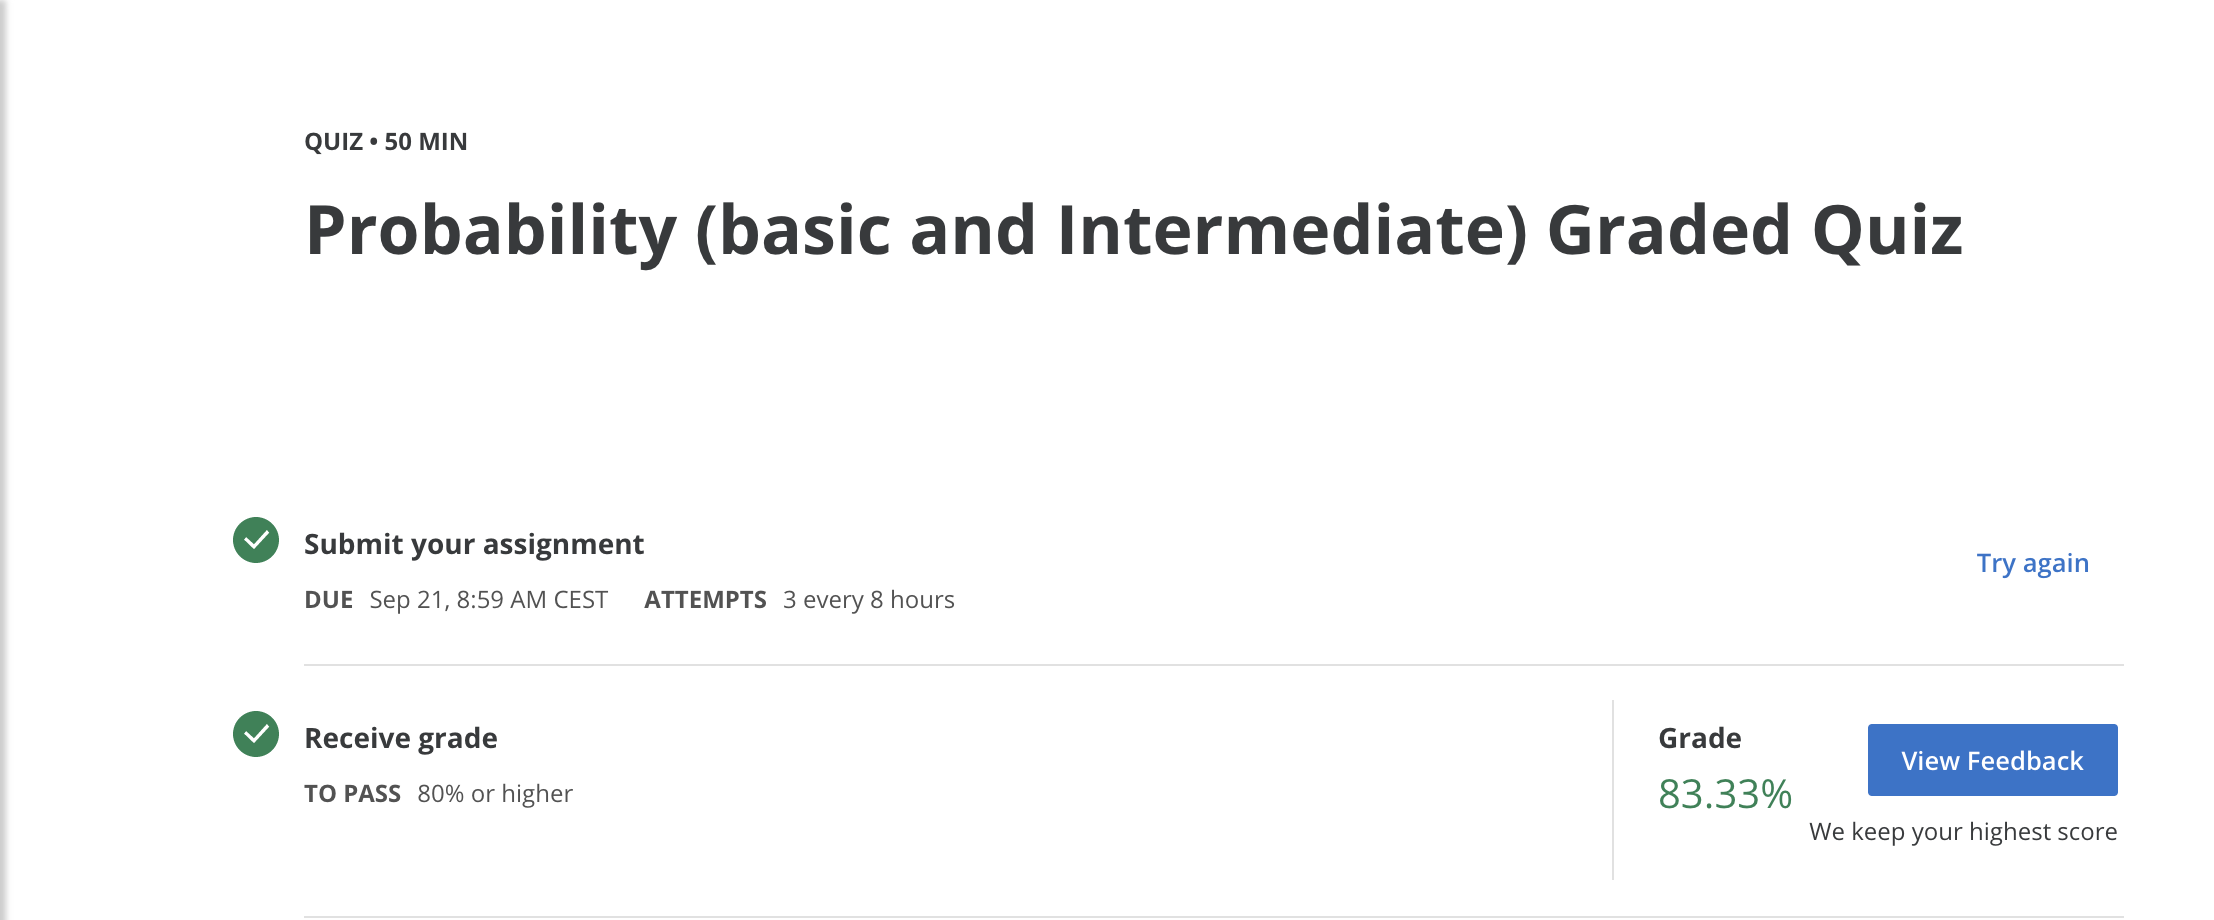 QUIZ • 50 MIN
Probability (basic and Intermediate) Graded Quiz
Submit your assignment
Try again
DUE Sep 21, 8:59 AM CEST ATTEMPTS 3 every 8 hours
Receive grade
TO PASS 80% or higher
Grade
83.33%
View Feedback
We keep your highest score